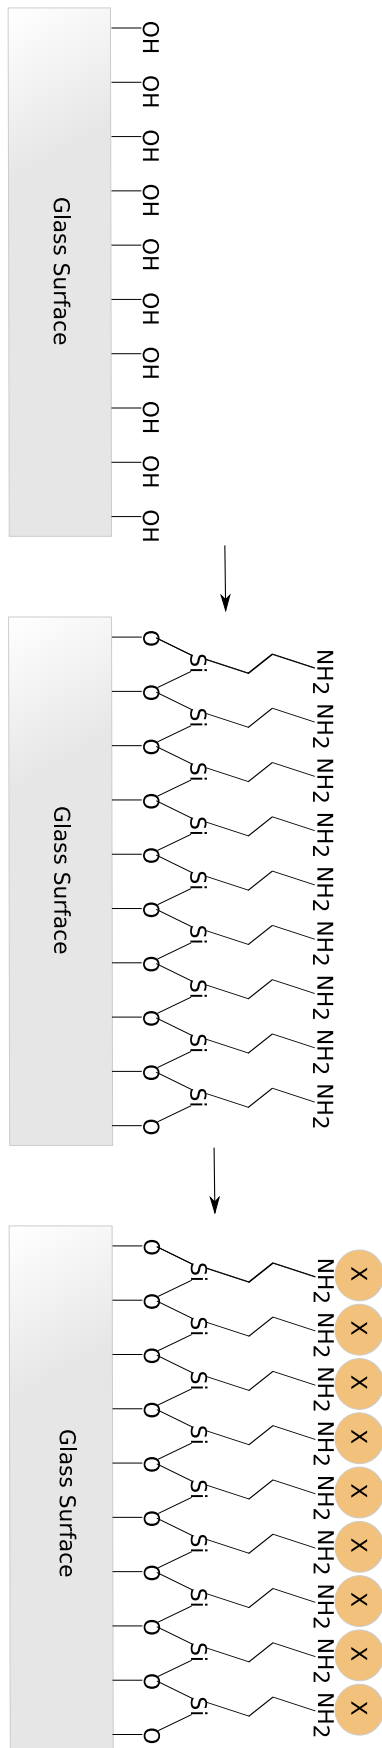 OH OH OH OH OH OH OH OH OH OH
Glass Surface
NH2 NH2 NH2 NH2 NH2 NH2 NH2 NH2 NH2
Si Si Si Si Si Si Si Si Si
O O O O O O O O O O
Glass Surface
X X X X X X X X X
NH2 NH2 NH2 NH2 NH2 NH2 NH2 NH2 NH2
Si Si Si Si Si Si Si Si Si
O O O O O O O O O O
Glass Surface